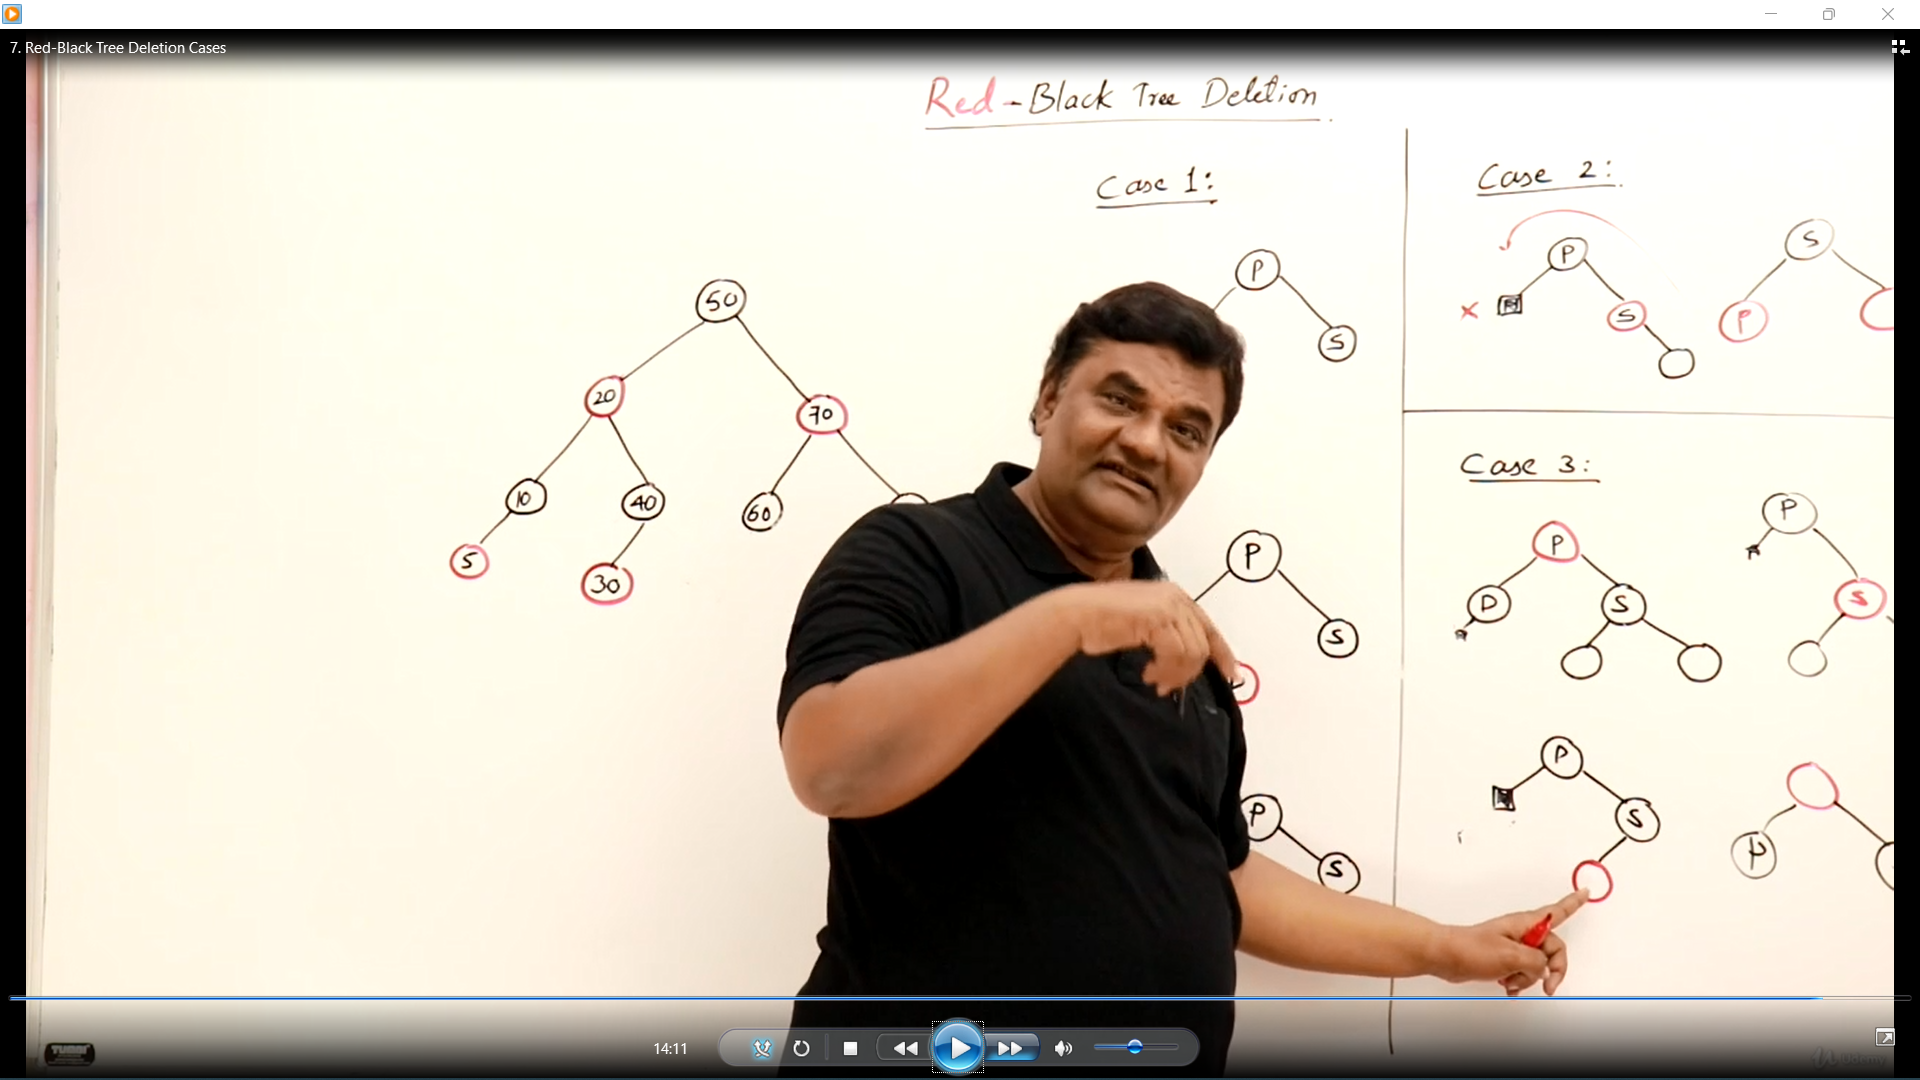 7. Red-Black Tree Deletion Cases
Red - Black Tree Deletion
Case 1:
P
S
P
S
P
S
50
20
70
10
40
60
5
30
Case 2:
P
S
x
S
P
Case 3:
P
D
S
P
S
P
S
P
14:11